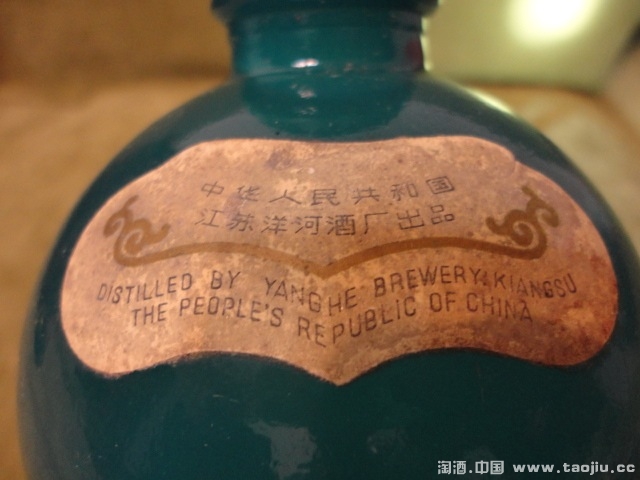 中华人民共和国
江苏洋河酒厂出品
DISTILLED BY YANGHE BREWERY.KIANGSU
THE PEOPLE'S REPUBLIC OF CHINA
淘酒.中国 www.taojiu.cc